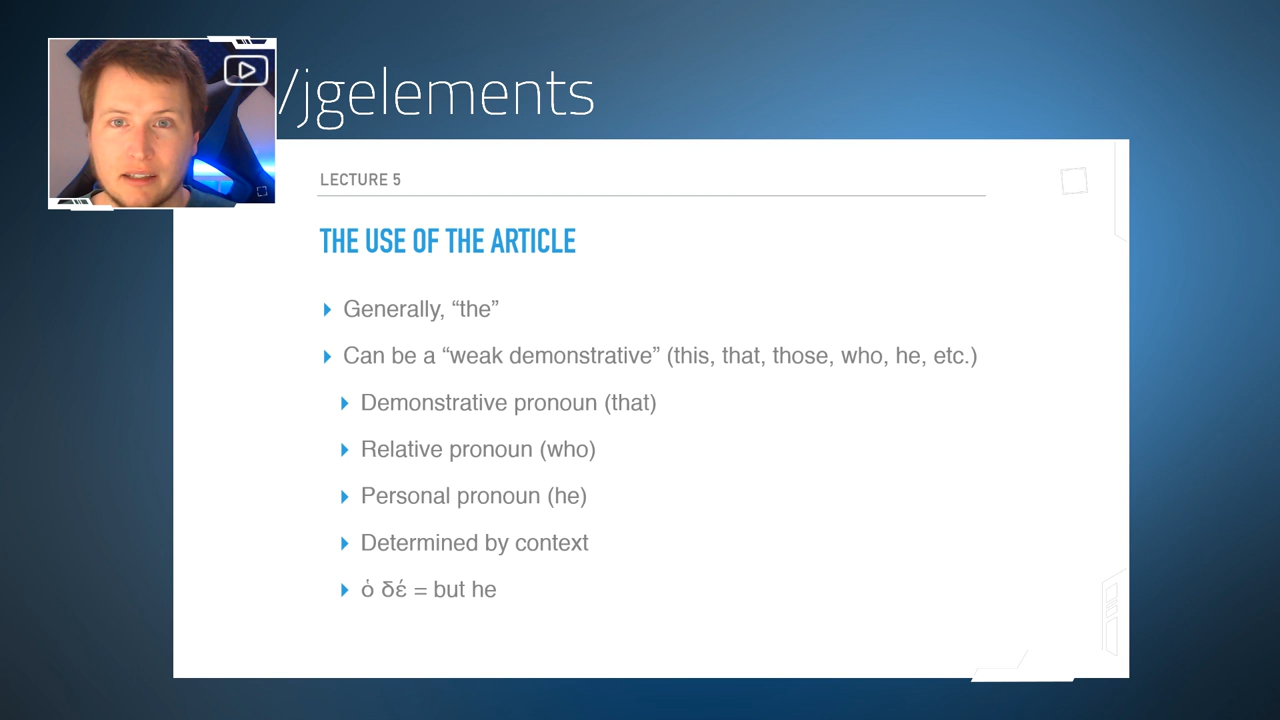 /jgelements
LECTURE 5
THE USE OF THE ARTICLE
Generally, “the”
Can be a “weak demonstrative” (this, that, those, who, he, etc.)
Demonstrative pronoun (that)
Relative pronoun (who)
Personal pronoun (he)
Determined by context
ὁ δέ = but he